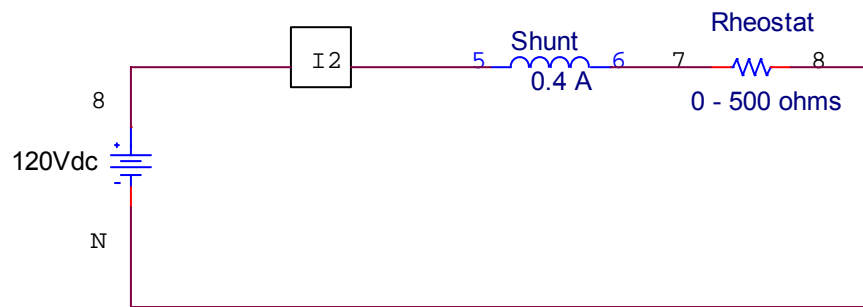 Rheostat
Shunt
I2
5
6
7
8
0.4 A
0 - 500 ohms
8
+
120Vdc
-
N